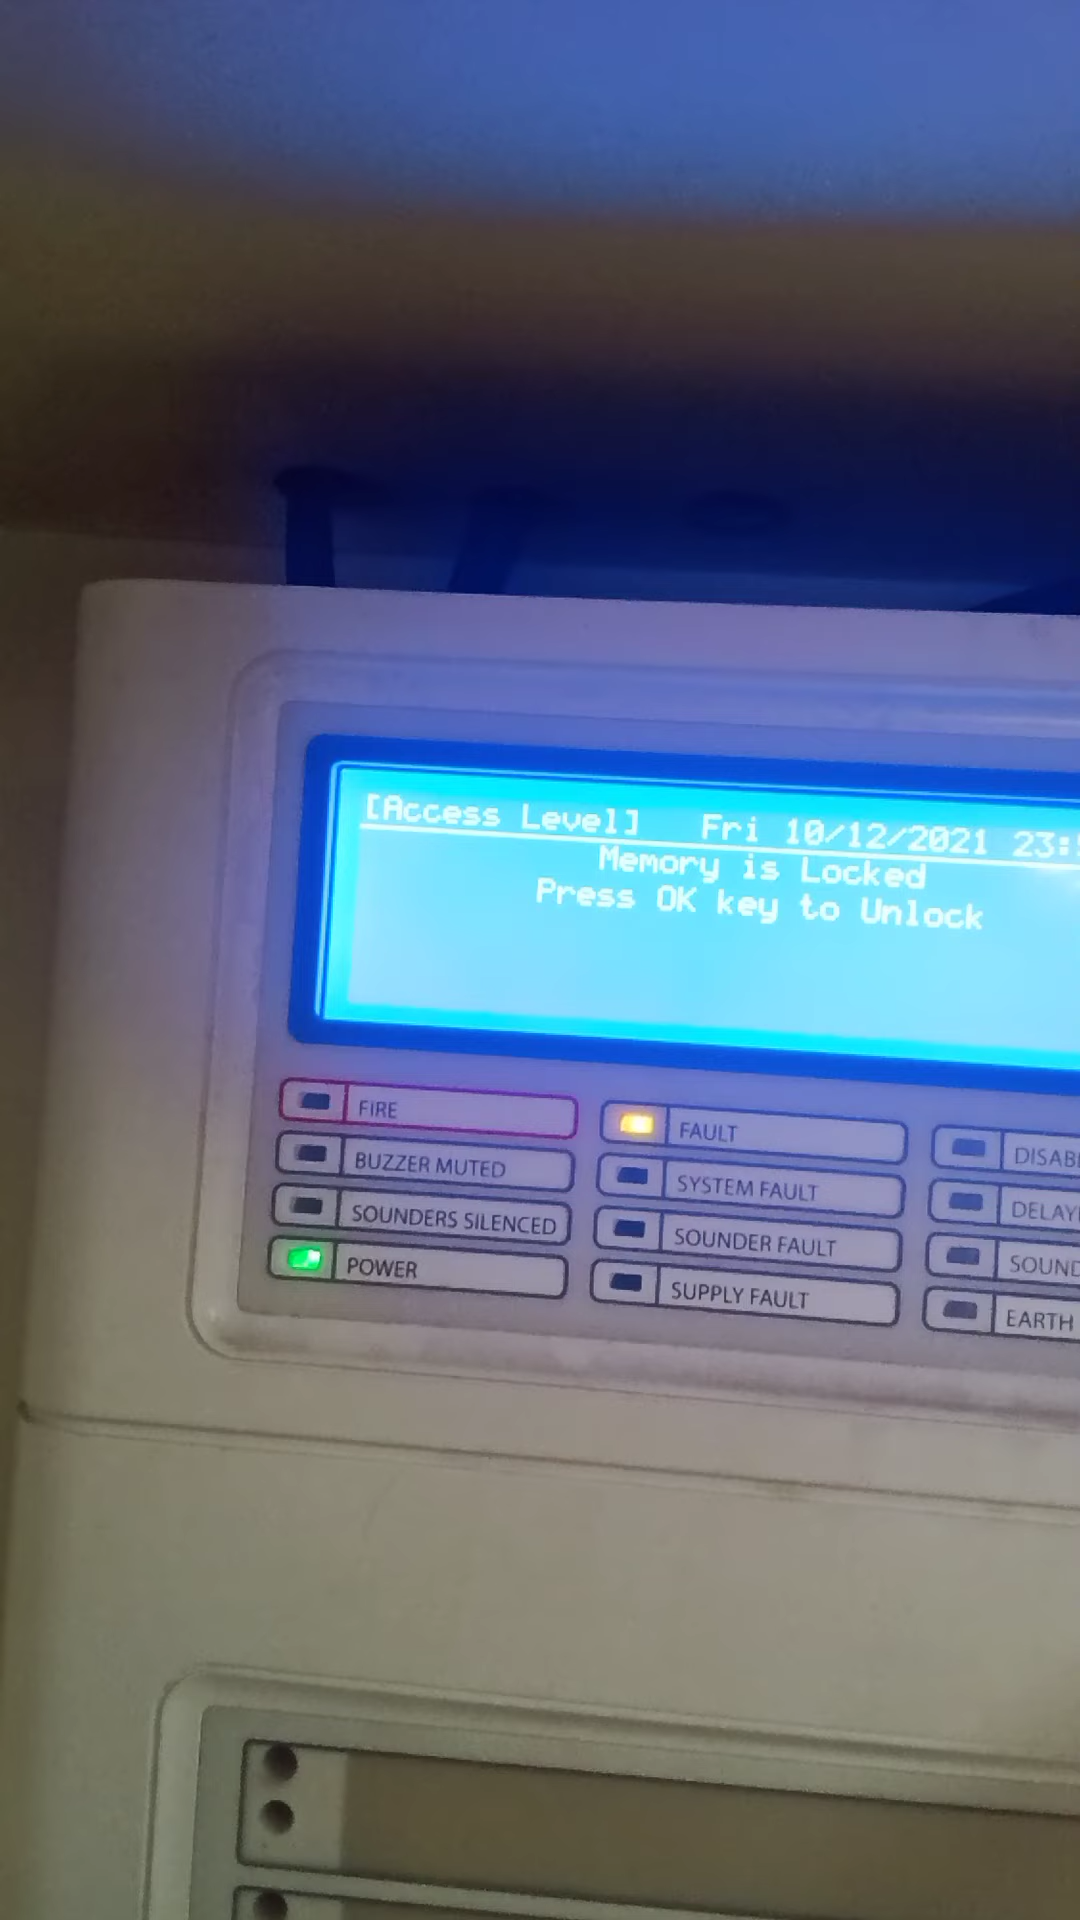 [Access Level] Fri 10/12/2021 23:
Memory is Locked
Press OK key to Unlock
FIRE
BUZZER MUTED
SOUNDERS SILENCED
POWER
FAULT
SYSTEM FAULT
SOUNDER FAULT
SUPPLY FAULT
EARTH